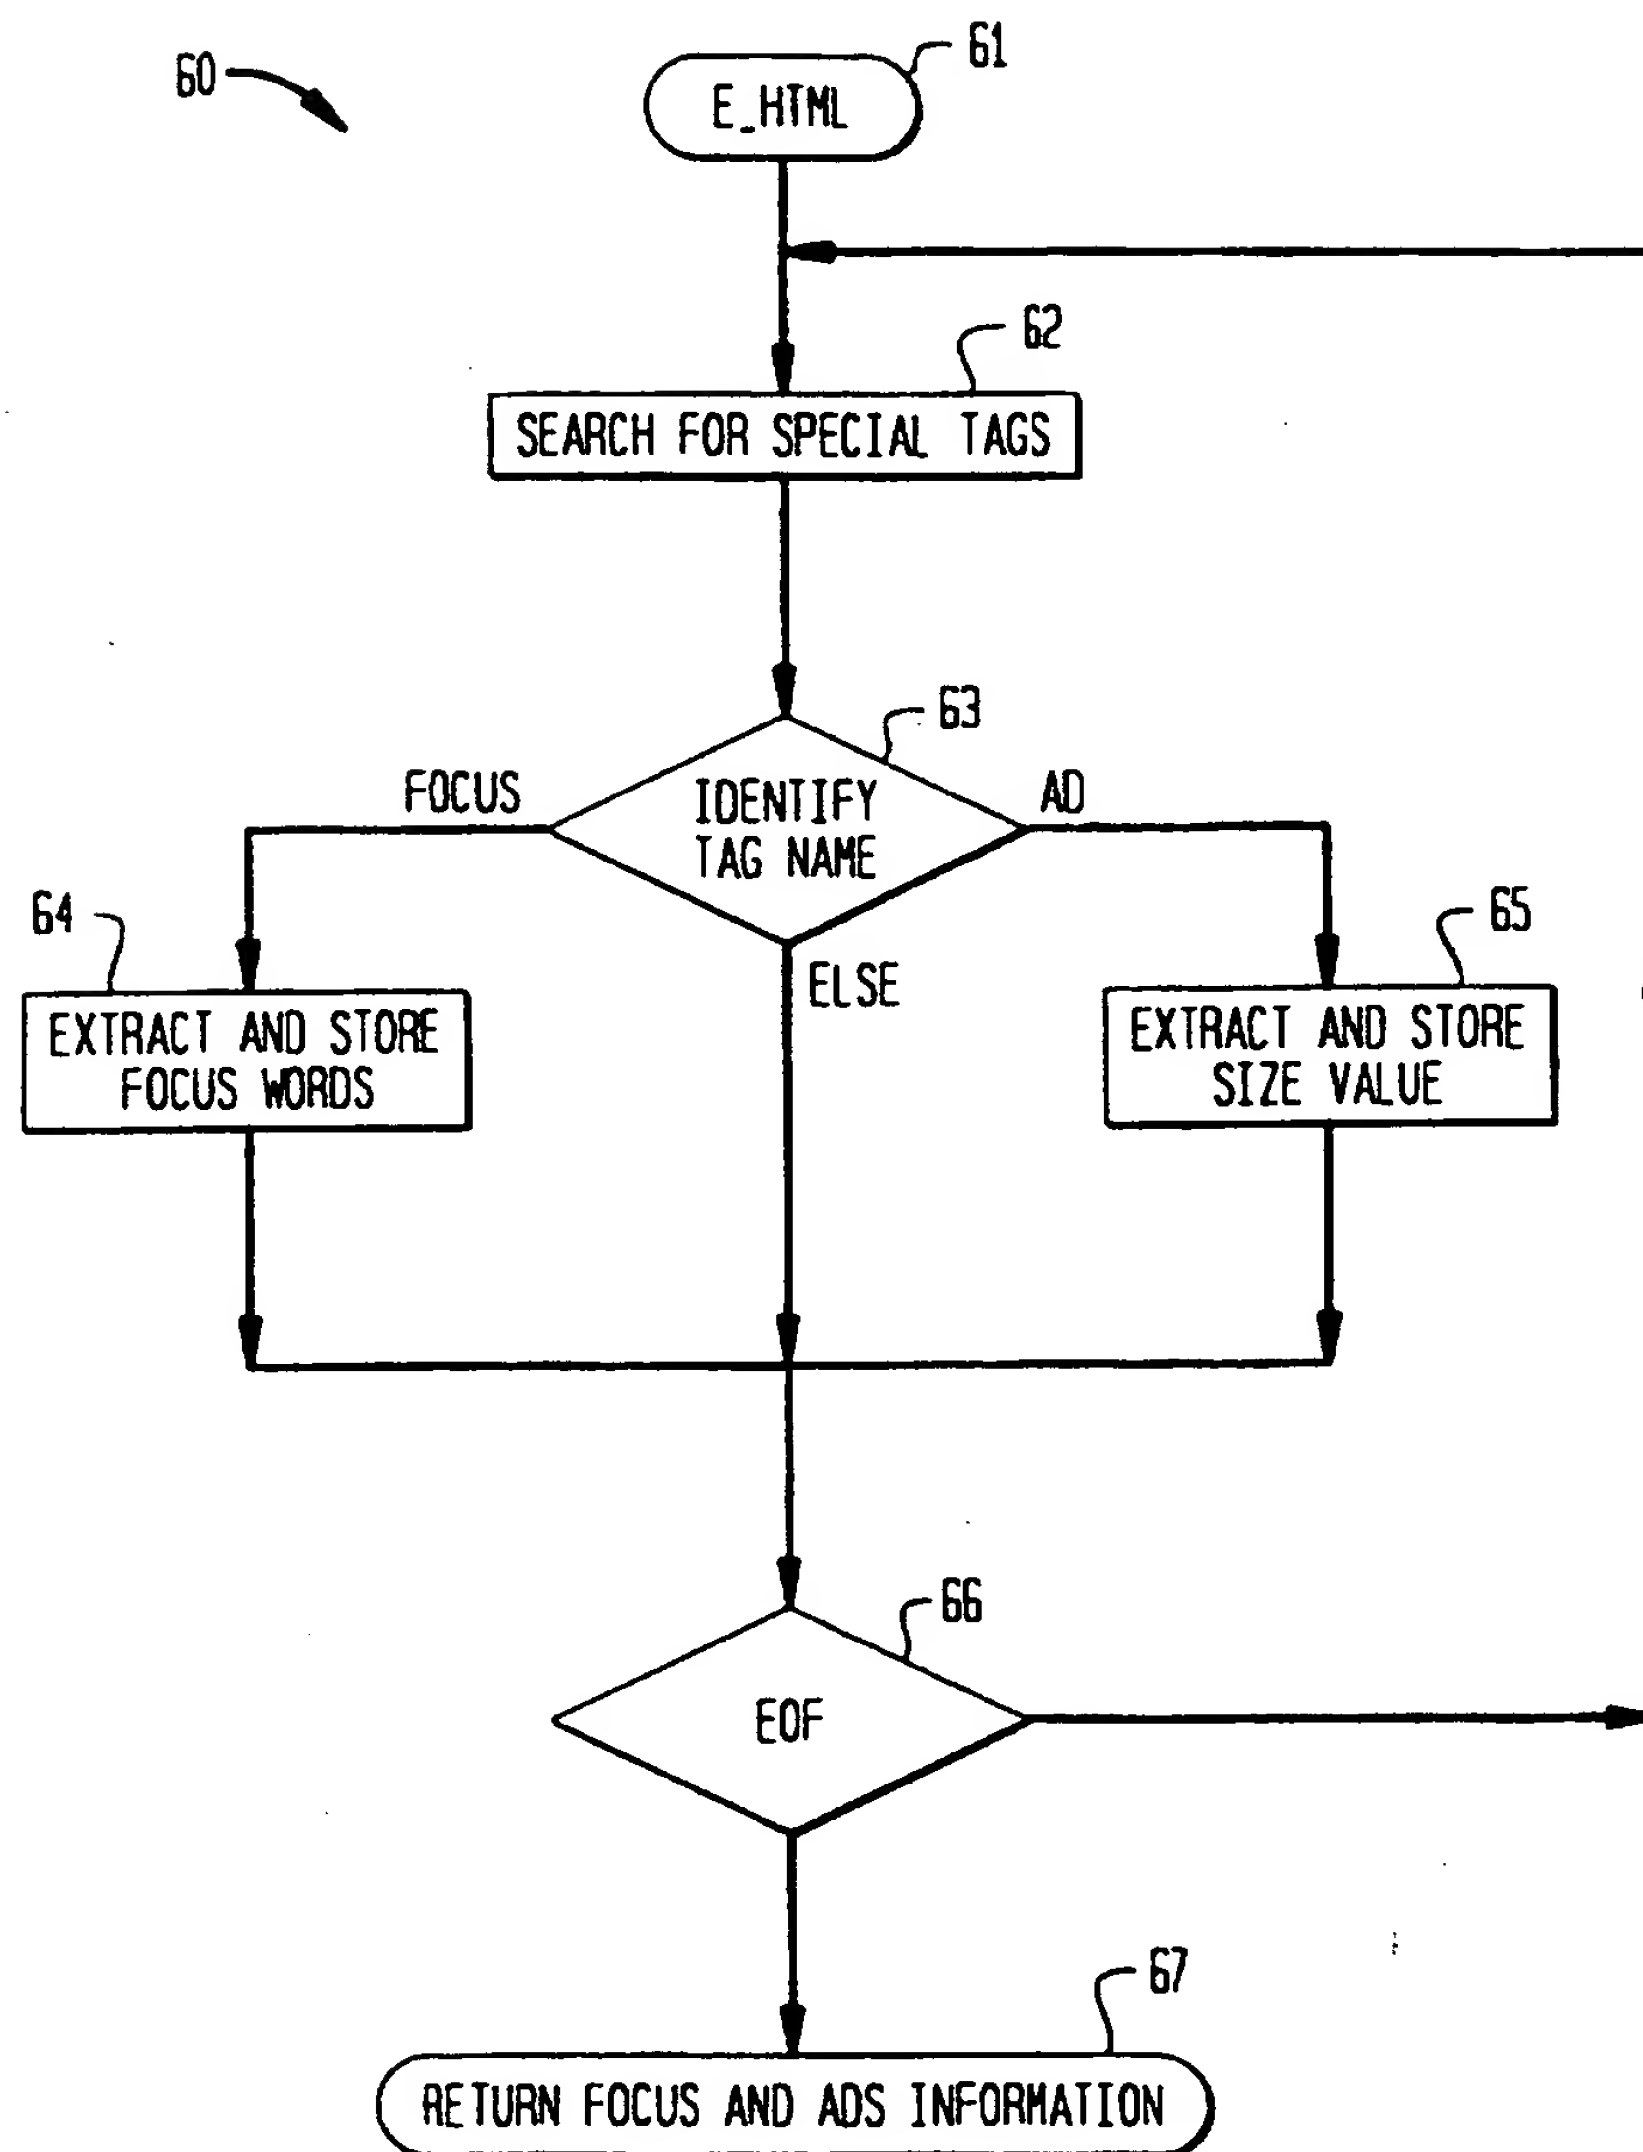 60
61
E_HTML
62
SEARCH FOR SPECIAL TAGS
63
FOCUS
IDENTIFY
TAG NAME
AD
64
ELSE
65
EXTRACT AND STORE
FOCUS WORDS
EXTRACT AND STORE
SIZE VALUE
66
EOF
67
RETURN FOCUS AND ADS INFORMATION